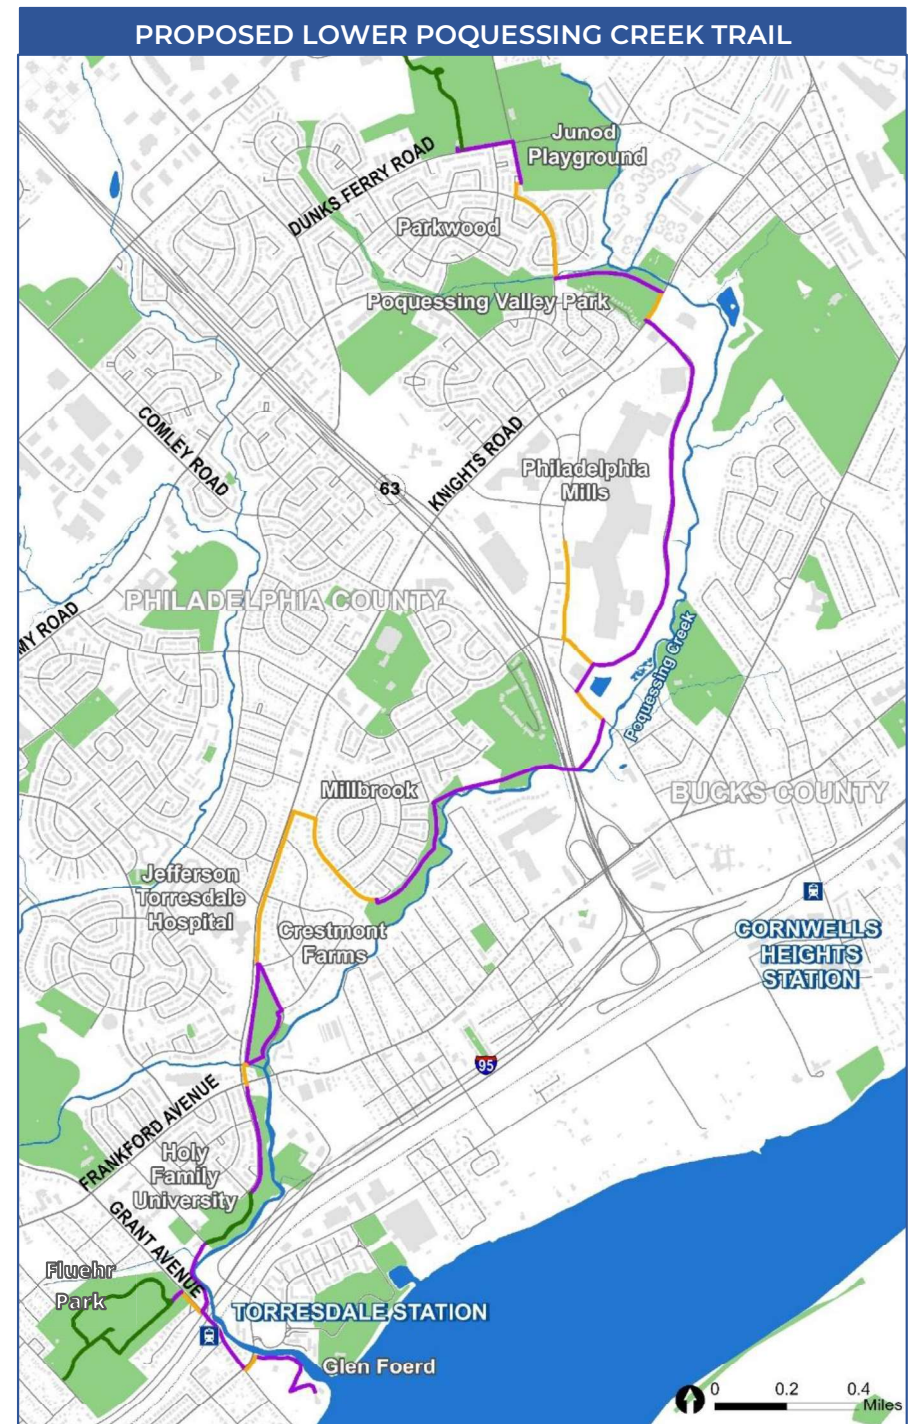 PROPOSED LOWER POQUESSING CREEK TRAIL
Junod
Playground
DUNKS FERRY ROAD
Parkwood
Poquessing Valley Park
COMLEY ROAD
KNIGHTS ROAD
Philadelphia
Mills
63
PHILADELPHIA COUNTY
MY ROAD
Poquessing Creek
Millbrook
BUCKS COUNTY
Jefferson
Torresdale
Hospital
Crestmont
Farms
CORNWELLS
HEIGHTS
STATION
95
FRANKFORD AVENUE
Holy
Family
University
GRANT AVENUE
Fluehr
Park
TORRESDALE STATION
Glen Foerd
0 0.2 0.4
Miles